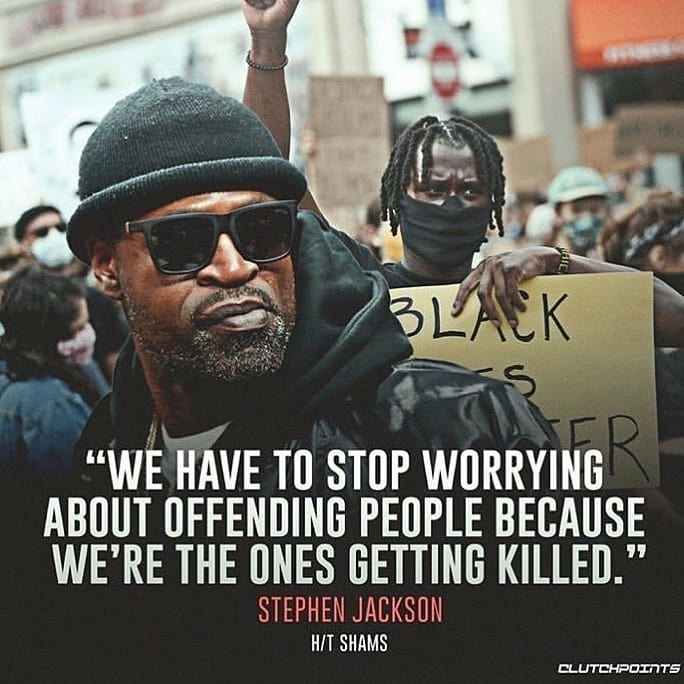 BLACK
“WE HAVE TO STOP WORRYING
ABOUT OFFENDING PEOPLE BECAUSE
WE’RE THE ONES GETTING KILLED.”
STEPHEN JACKSON
H/T SHAMS
CLUTCHPOINTS